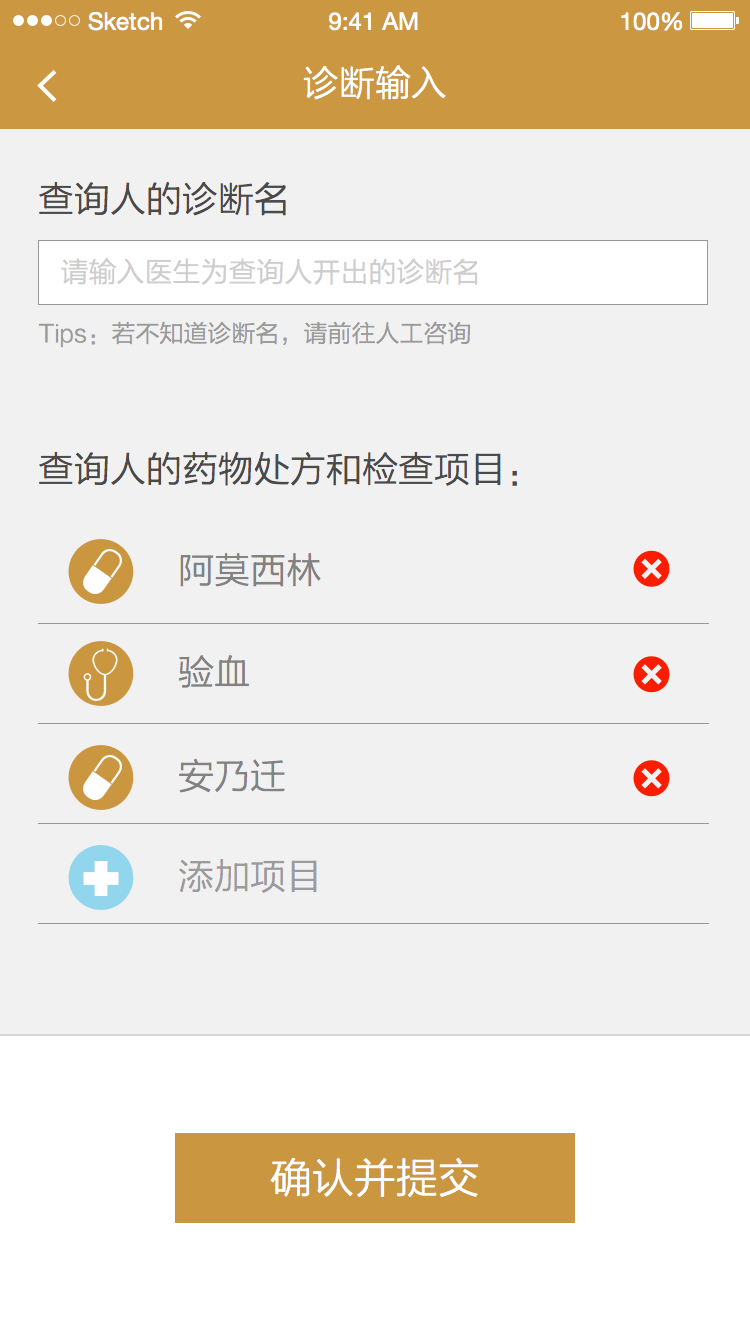 Sketch 9:41 AM 100%
诊断输入
查询人的诊断名
请输入医生为查询人开出的诊断名
Tips：若不知道诊断名，请前往人工咨询
查询人的药物处方和检查项目：
阿莫西林
验血
安乃迁
添加项目
确认并提交